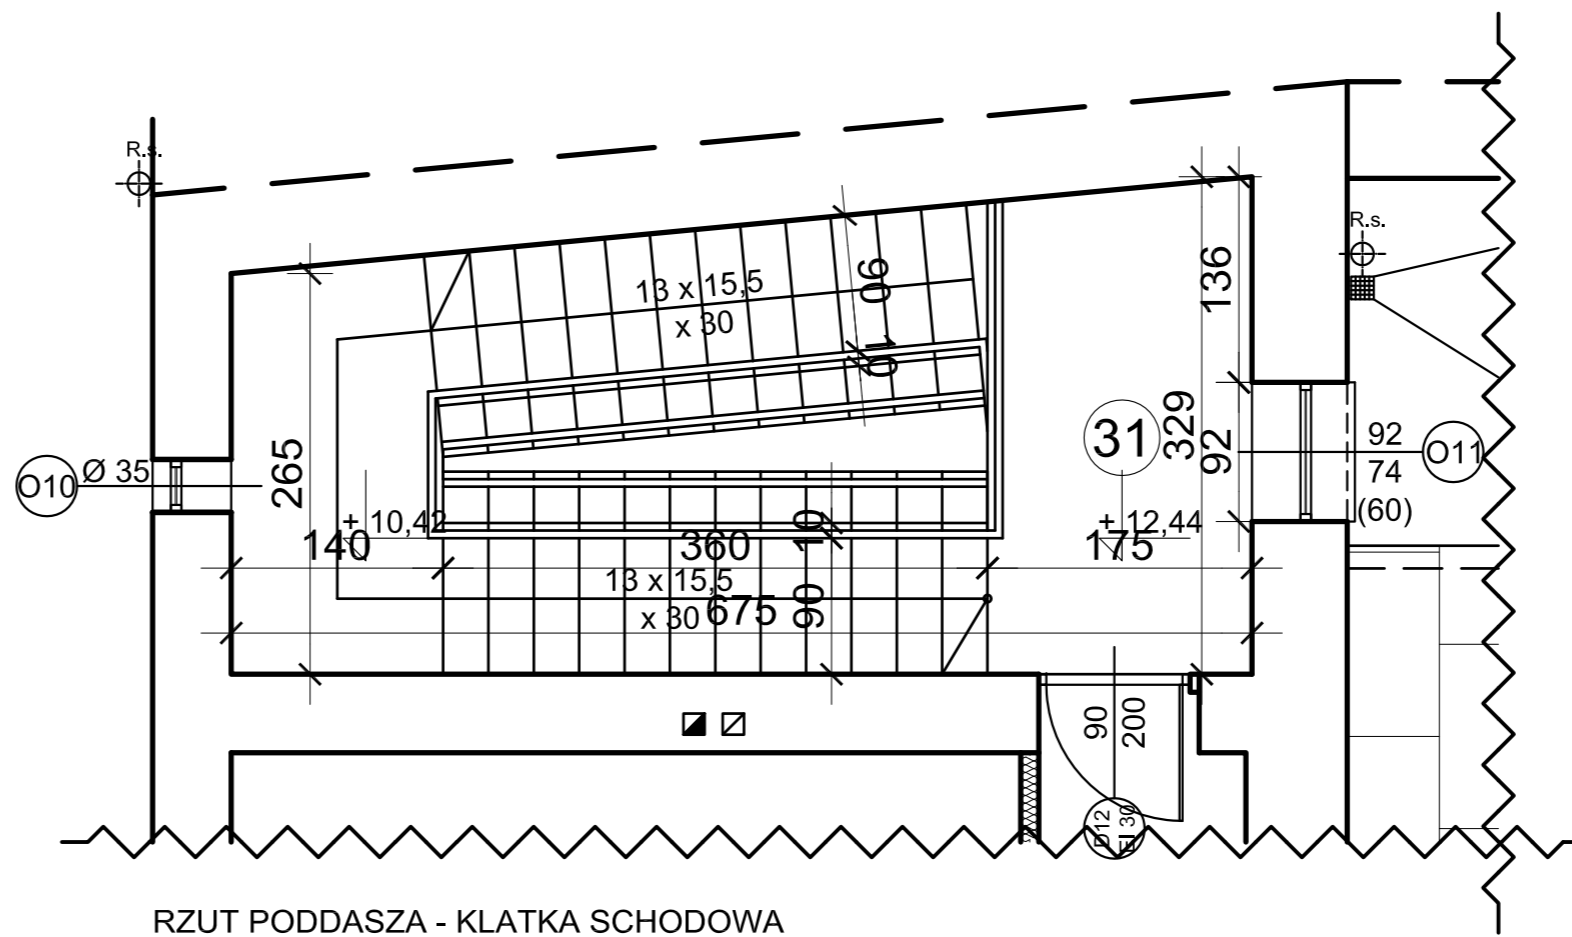 R.s.
R.s.
13 x 15,5
x 30
90
10
136
31
329
92
92
74
(60)
O11
O10
Ø 35
265
+ 10,42
+ 12,44
140
360
10
175
13 x 15,5
x 30
675
90
90
200
D12
EI 30
RZUT PODDASZA - KLATKA SCHODOWA